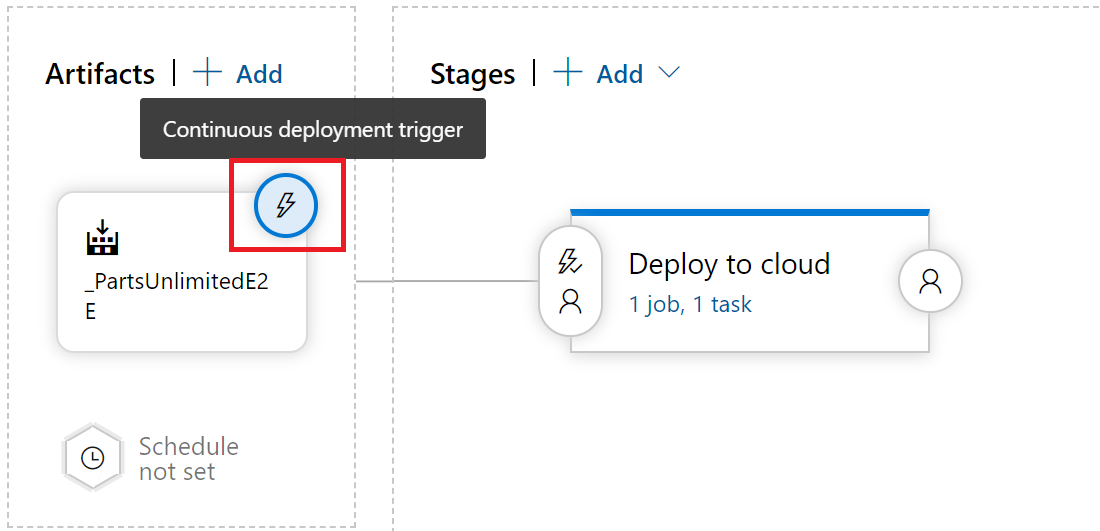 Artifacts | + Add
Stages | + Add
Continuous deployment trigger
_PartsUnlimitedE2
E
Deploy to cloud
1 job, 1 task
Schedule
not set